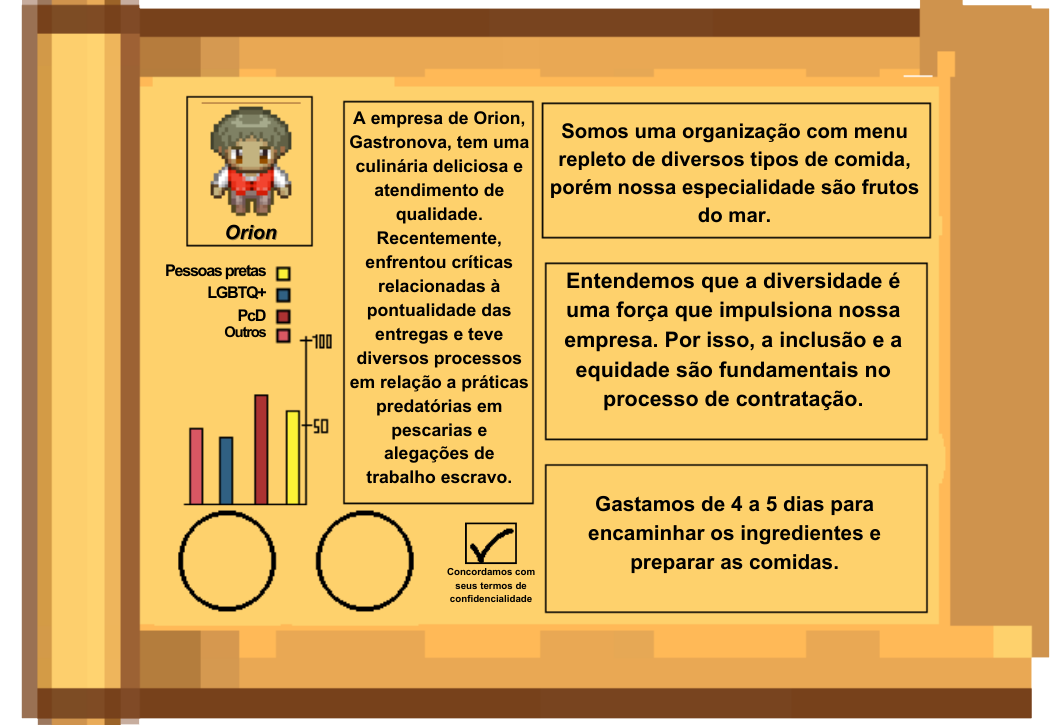 Orion
Pessoas pretas
LGBTQ+
PcD
Outros
100
50
A empresa de Orion,
Gastronova, tem uma
culinária deliciosa e
atendimento de
qualidade.
Recentemente,
enfrentou críticas
relacionadas à
pontualidade das
entregas e teve
diversos processos
em relação a práticas
predatórias em
pescarias e
alegações de
trabalho escravo.
Concordamos com
seus termos de
confidencialidade
Somos uma organização com menu
repleto de diversos tipos de comida,
porém nossa especialidade são frutos
do mar.
Entendemos que a diversidade é
uma força que impulsiona nossa
empresa. Por isso, a inclusão e a
equidade são fundamentais no
processo de contratação.
Gastamos de 4 a 5 dias para
encaminhar os ingredientes e
preparar as comidas.